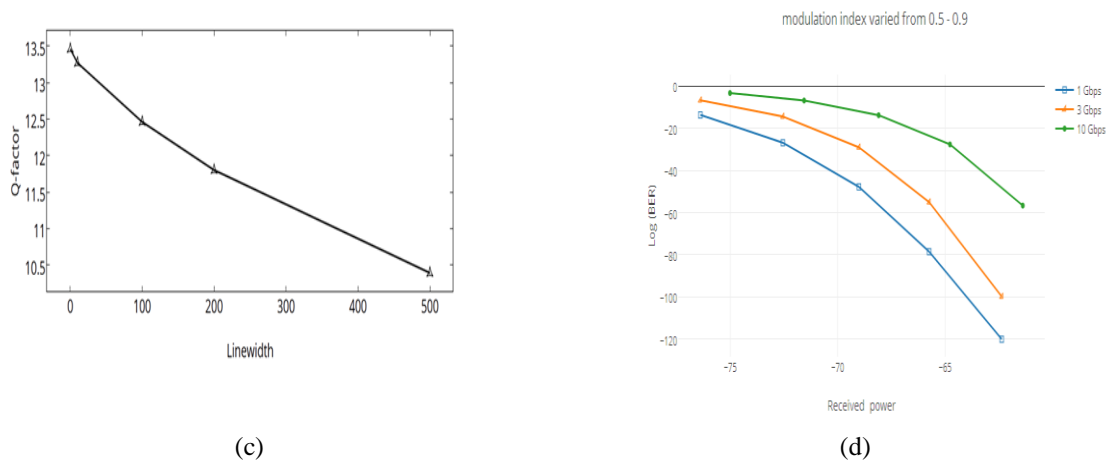 13.5
13
12.5
12
11.5
11
10.5
Q-factor
0 100 200 300 400 500
Linewidth
(c)
modulation index varied from 0.5 - 0.9
0
−20
−40
−60
−80
−100
−120
Log (BER)
−75 −70 −65
Received power
1 Gbps
3 Gbps
10 Gbps
(d)